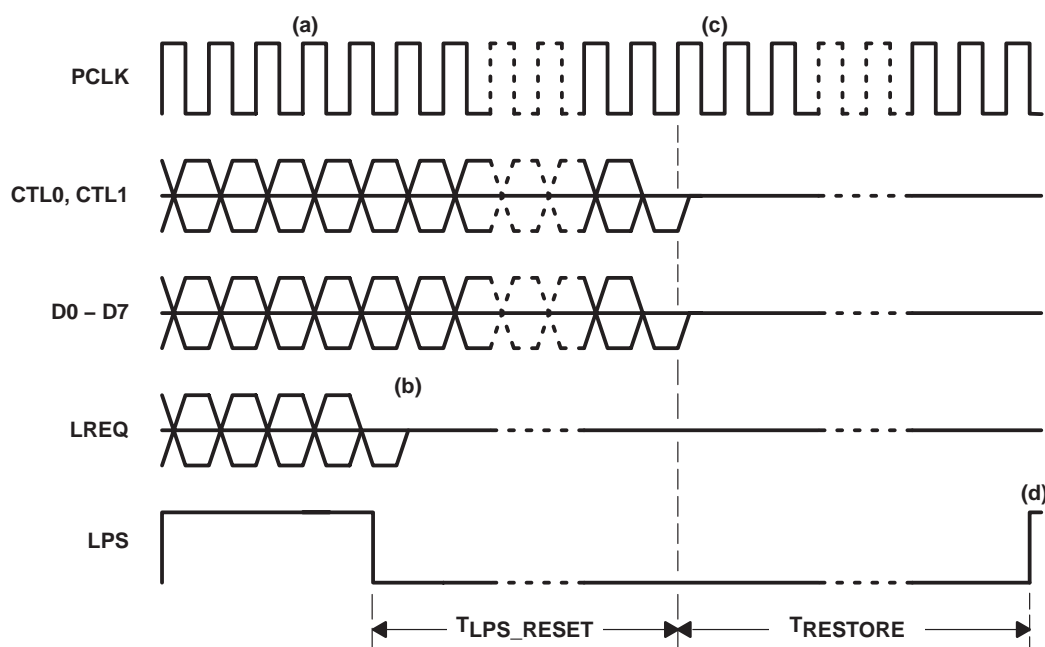 (a)
(c)
PCLK
CTL0, CTL1
D0 – D7
(b)
LREQ
(d)
LPS
TLPS_RESET
TRESTORE